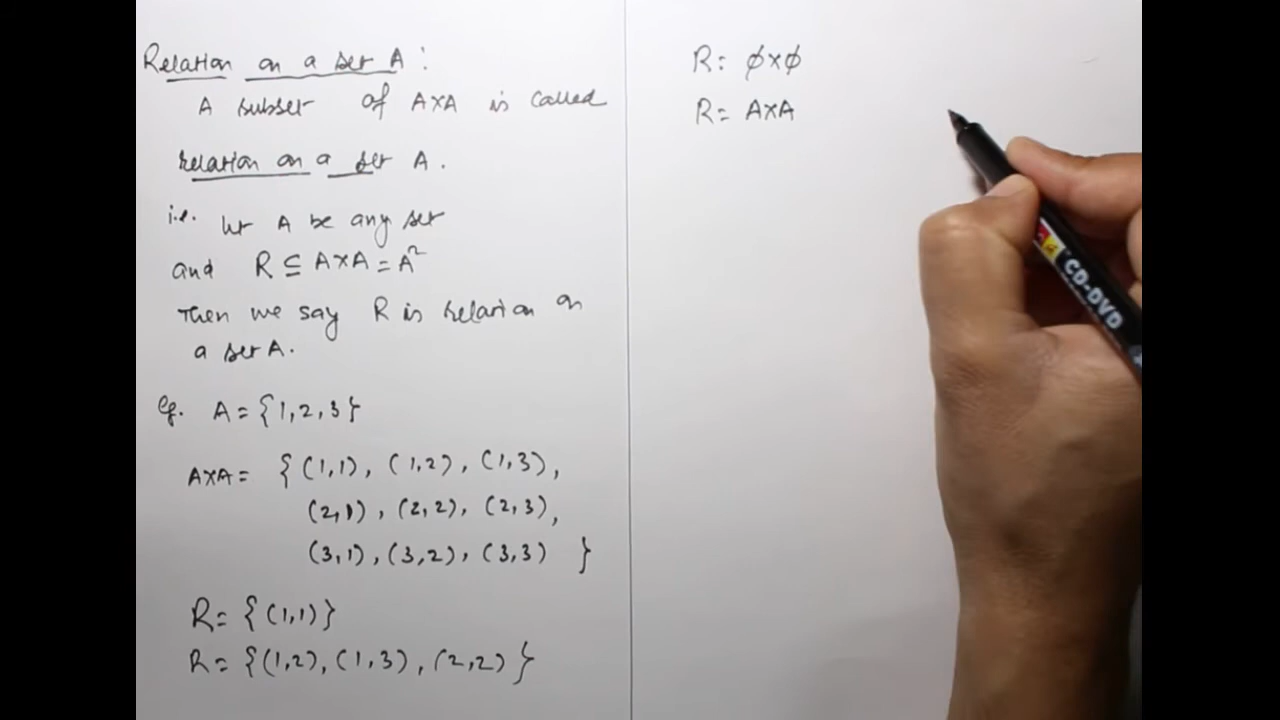 Relation on a set A :
A subset of A×A is called
relation on a set A.
i.e. let A be any set
and R ⊆ A×A = A²
Then we say R is relation on
a set A.
eg. A = {1,2,3}
A×A = { (1,1), (1,2), (1,3),
(2,1), (2,2), (2,3),
(3,1), (3,2), (3,3) }
R = {(1,1)}
R = {(1,2), (1,3), (2,2)}
R = ϕ×ϕ
R = A×A
CD-DVD